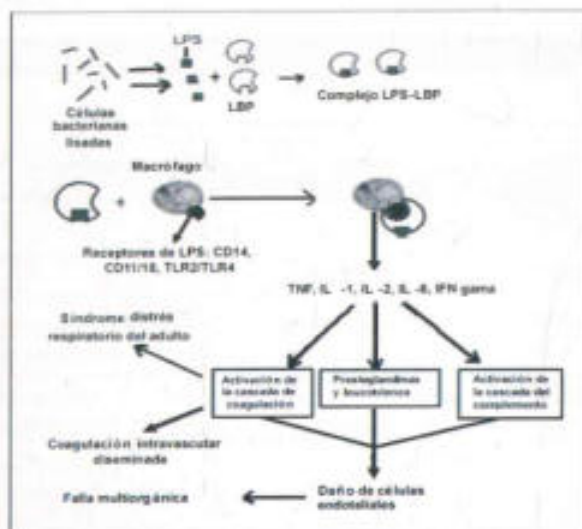 LPS
LBP
Células
bacterianas
lisadas
Complejo LPS-LBP
Macrófago
Receptores de LPS: CD14,
CD11/18, TLR2/TLR4
TNF, IL -1, IL -2, IL -8, IFN gama
Síndrome distrés
respiratorio del adulto
Activación de
la cascada de
coagulación
Prostaglandinas
y leucotrienos
Activación de
la cascada del
complemento
Coagulación intravascular
diseminada
Daño de células
endoteliales
Falla multiorgánica